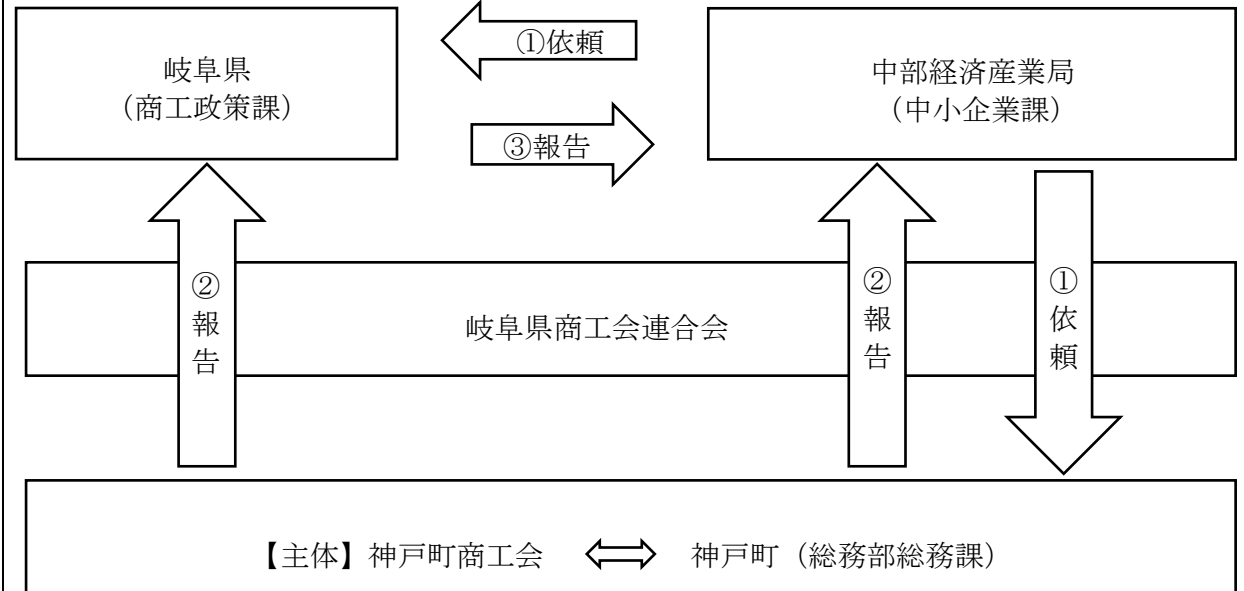 ①依頼
岐阜県
（商工政策課）
中部経済産業局
（中小企業課）
③報告
②報告
岐阜県商工会連合会
②報告
①依頼
【主体】神戸町商工会
神戸町（総務部総務課）